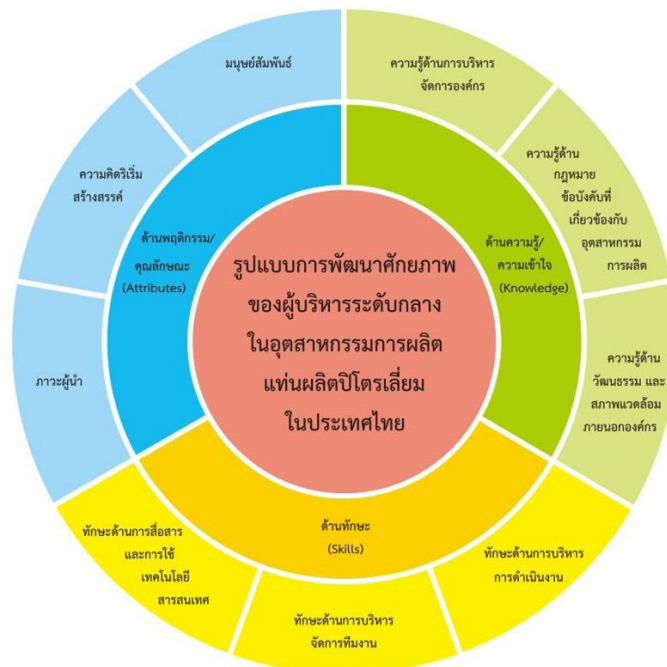 รูปแบบการพัฒนาศักยภาพ
ของผู้บริหารระดับกลาง
ในอุตสาหกรรมการผลิต
แท่นผลิตปิโตรเลี่ยม
ในประเทศไทย
ด้านความรู้/
ความเข้าใจ
(Knowledge)
ความรู้ด้านการบริหาร
จัดการองค์กร
ความรู้ด้าน
กฎหมาย
ข้อบังคับที่
เกี่ยวข้องกับ
อุตสาหกรรม
การผลิต
ความรู้ด้าน
วัฒนธรรม และ
สภาพแวดล้อม
ภายนอกองค์กร
ด้านทักษะ
(Skills)
ทักษะด้านการบริหาร
การดำเนินงาน
ทักษะด้านการบริหาร
จัดการทีมงาน
ทักษะด้านการสื่อสาร
และการใช้
เทคโนโลยี
สารสนเทศ
ด้านพฤติกรรม/
คุณลักษณะ
(Attributes)
ภาวะผู้นำ
ความคิดริเริ่ม
สร้างสรรค์
มนุษย์สัมพันธ์